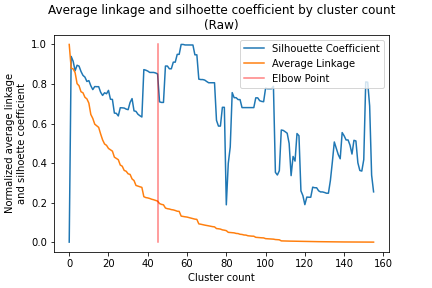 Average linkage and silhoette coefficient by cluster count
(Raw)
Normalized average linkage
and silhoette coefficient
1.0
0.8
0.6
0.4
0.2
0.0
Silhouette Coefficient
Average Linkage
Elbow Point
0 20 40 60 80 100 120 140 160
Cluster count